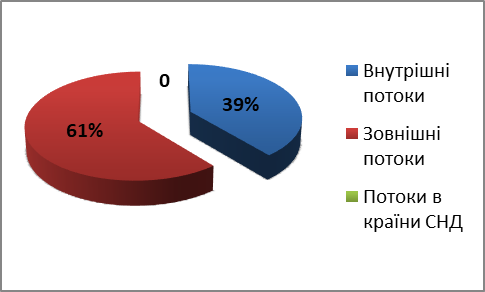 0
39%
61%
Внутрішні
потоки
Зовнішні
потоки
Потоки в
країни СНД